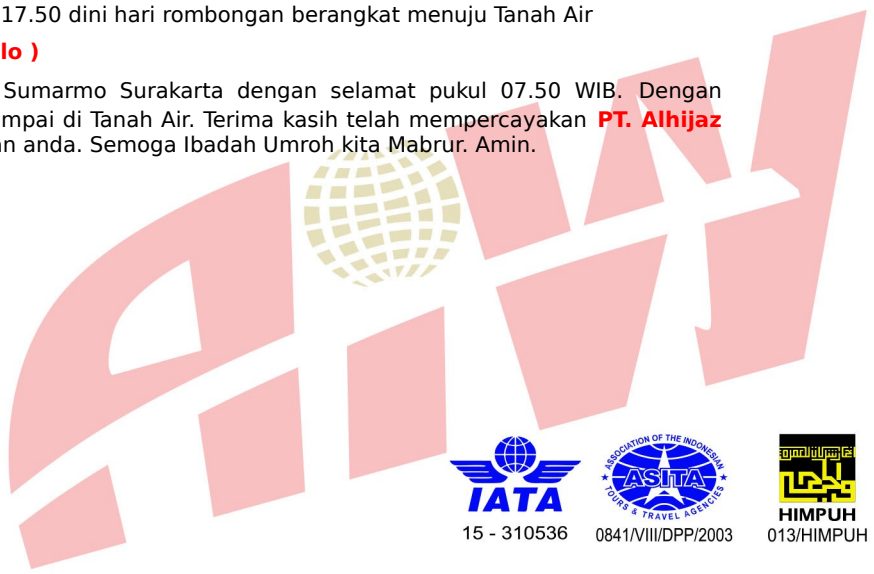 17.50 dini hari rombongan berangkat menuju Tanah Air
lo )
Sumarmo Surakarta dengan selamat pukul 07.50 WIB. Dengan
mpai di Tanah Air. Terima kasih telah mempercayakan PT. Alhijaz
an anda. Semoga Ibadah Umroh kita Mabrur. Amin.
IATA
15 - 310536
ASSOCIATION OF THE INDONESIAN
ASITA
TOURS & TRAVEL AGENCIES
0841/VIII/DPP/2003
HIMPUH
013/HIMPUH